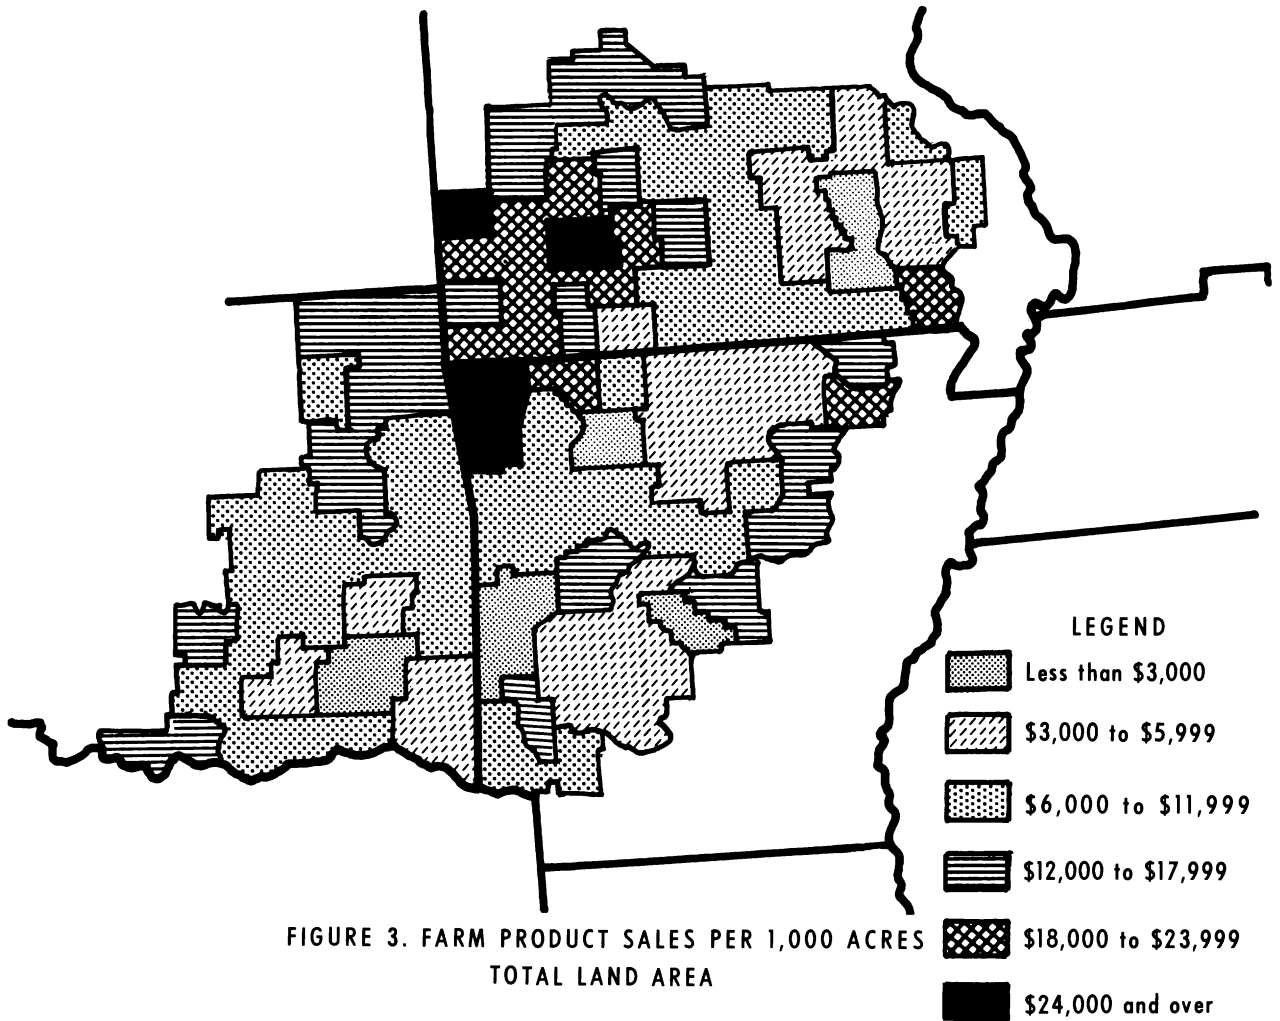 LEGEND
Less than $3,000
$3,000 to $5,999
$6,000 to $11,999
$12,000 to $17,999
$18,000 to $23,999
$24,000 and over
FIGURE 3. FARM PRODUCT SALES PER 1,000 ACRES
TOTAL LAND AREA